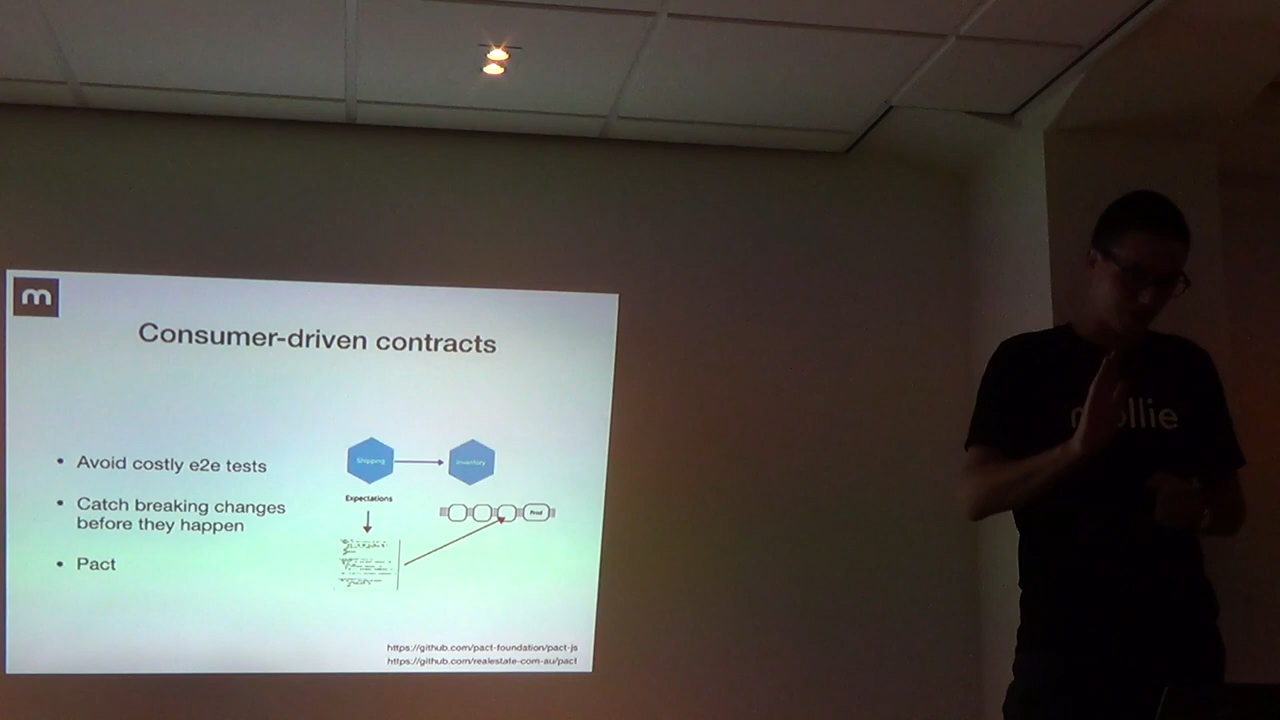 m
Consumer-driven contracts
• Avoid costly e2e tests
• Catch breaking changes
before they happen
• Pact
Shipping
Inventory
Expectations
Prod
https://github.com/pact-foundation/pact-js
https://github.com/realestate-com-au/pact
llie